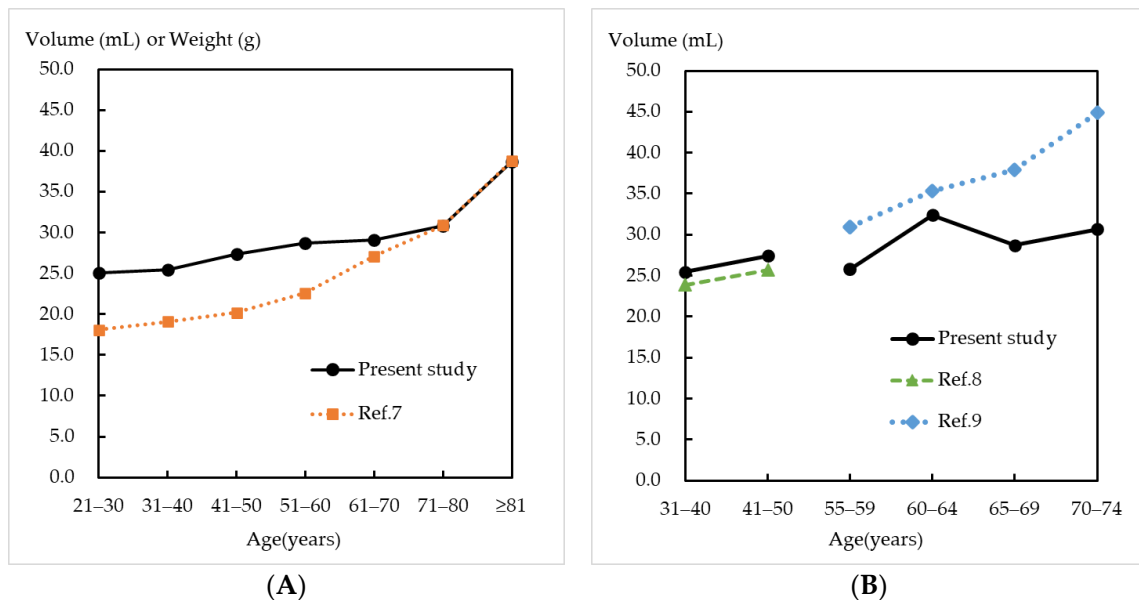 Volume (mL) or Weight (g)
50.0
45.0
40.0
35.0
30.0
25.0
20.0
15.0
10.0
5.0
0.0
Present study
Ref.7
21–30 31–40 41–50 51–60 61–70 71–80 ≥81
Age(years)
(A)
Volume (mL)
50.0
45.0
40.0
35.0
30.0
25.0
20.0
15.0
10.0
5.0
0.0
Present study
Ref.8
Ref.9
31–40 41–50 55–59 60–64 65–69 70–74
Age(years)
(B)